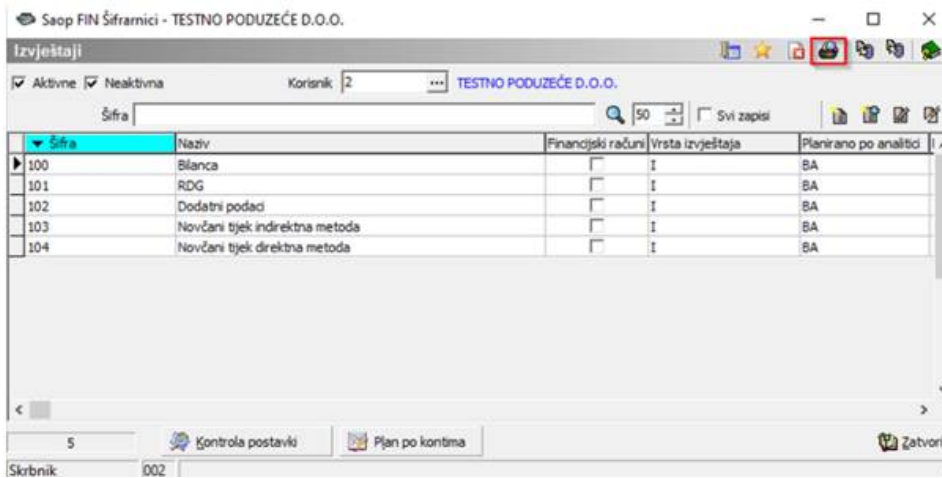 Saop FIN Šifrarnici - TESTNO PODUZEĆE D.O.O.
Izvještaji
Aktivne Neaktivna Korisnik 2 ... TESTNO PODUZEĆE D.O.O.
Šifra 50 Svi zapisi
Šifra Naziv Financijski računi Vrsta izvještaja Planirano po analitici
100 Bilanca I BA
101 RDG I BA
102 Dodatni podaci I BA
103 Novčani tijek indirektna metoda I BA
104 Novčani tijek direktna metoda I BA
5 Kontrola postavki Plan po kontima Zatvori
Skrbnik 002